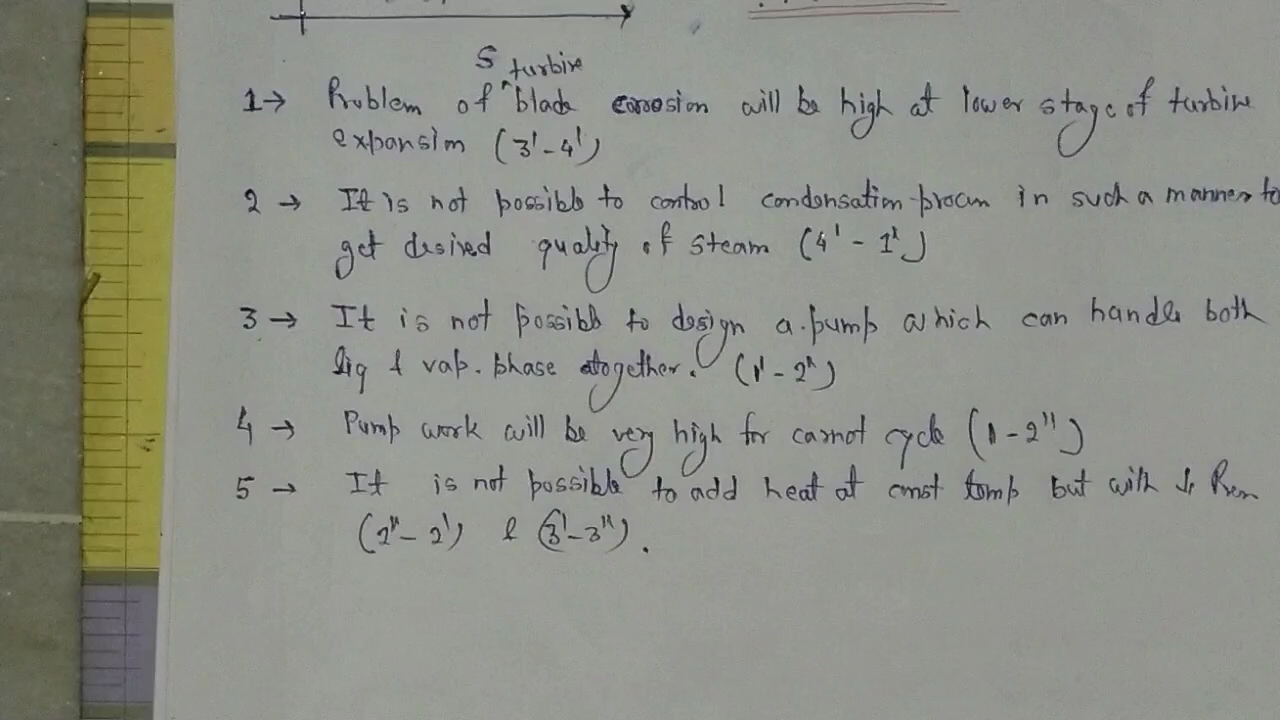 S
turbine
1→ Problem of ^ blade corrosion will be high at lower stage of turbine
expansion (3' - 4')
2 → It is not possible to control condensation process in such a manner to
get desired quality of steam (4' - 1')
3 → It is not possible to design a pump which can handle both
liq & vap. phase atogether. (1' - 2")
4 → Pump work will be very high for carnot cycle (1 - 2")
5 → It is not possible to add heat at const temp but with ↓ Pren
(2" - 2') & (3' - 3").